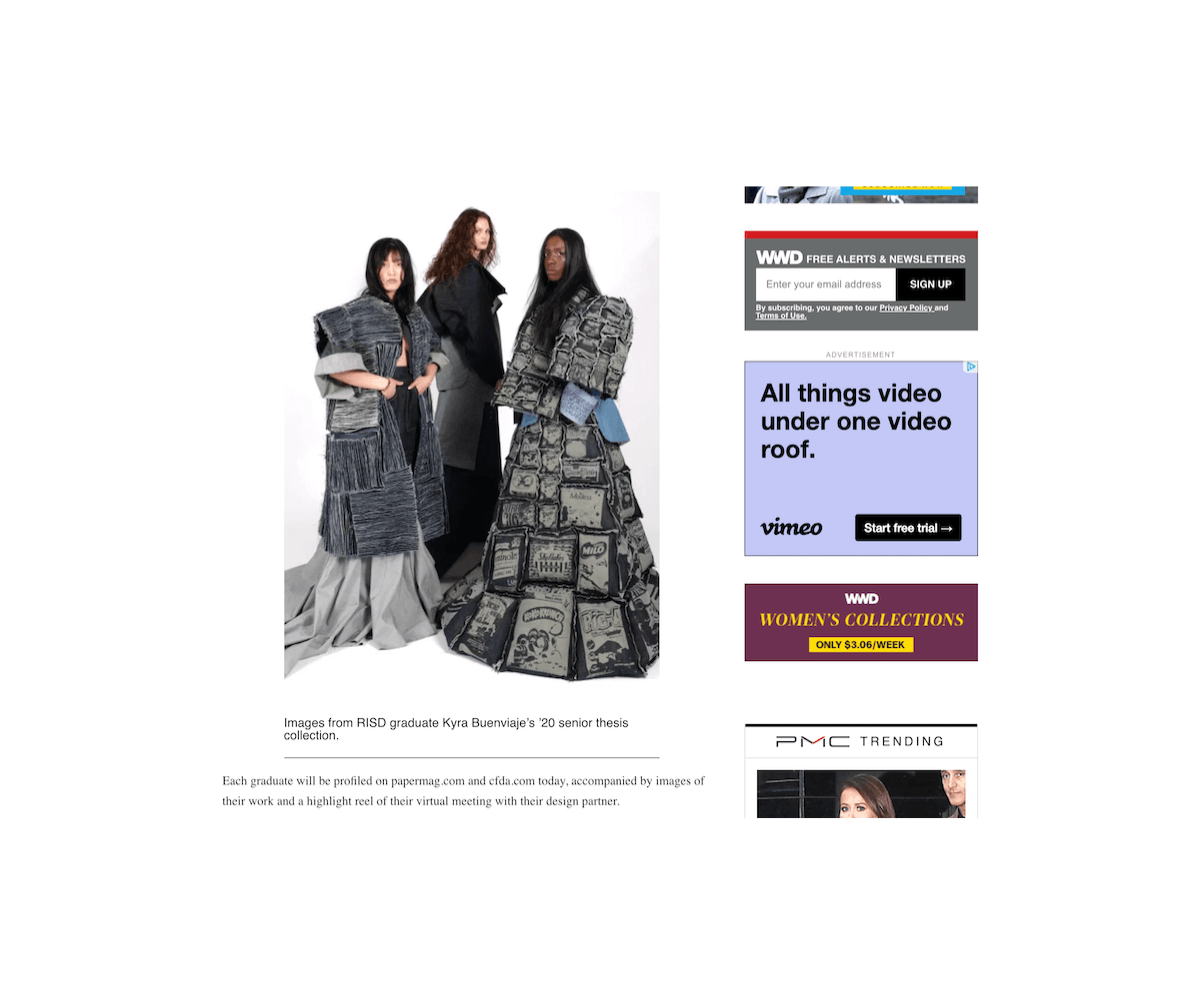 WWD FREE ALERTS & NEWSLETTERS
Enter your email address
SIGN UP
By subscribing, you agree to our Privacy Policy and
Terms of Use.
ADVERTISEMENT
All things video
under one video
roof.
vimeo
Start free trial →
WWD
WOMEN'S COLLECTIONS
ONLY $3.06/WEEK
PMC TRENDING
MILO
Images from RISD graduate Kyra Buenviaje's '20 senior thesis
collection.
Each graduate will be profiled on papermag.com and cfda.com today, accompanied by images of
their work and a highlight reel of their virtual meeting with their design partner.